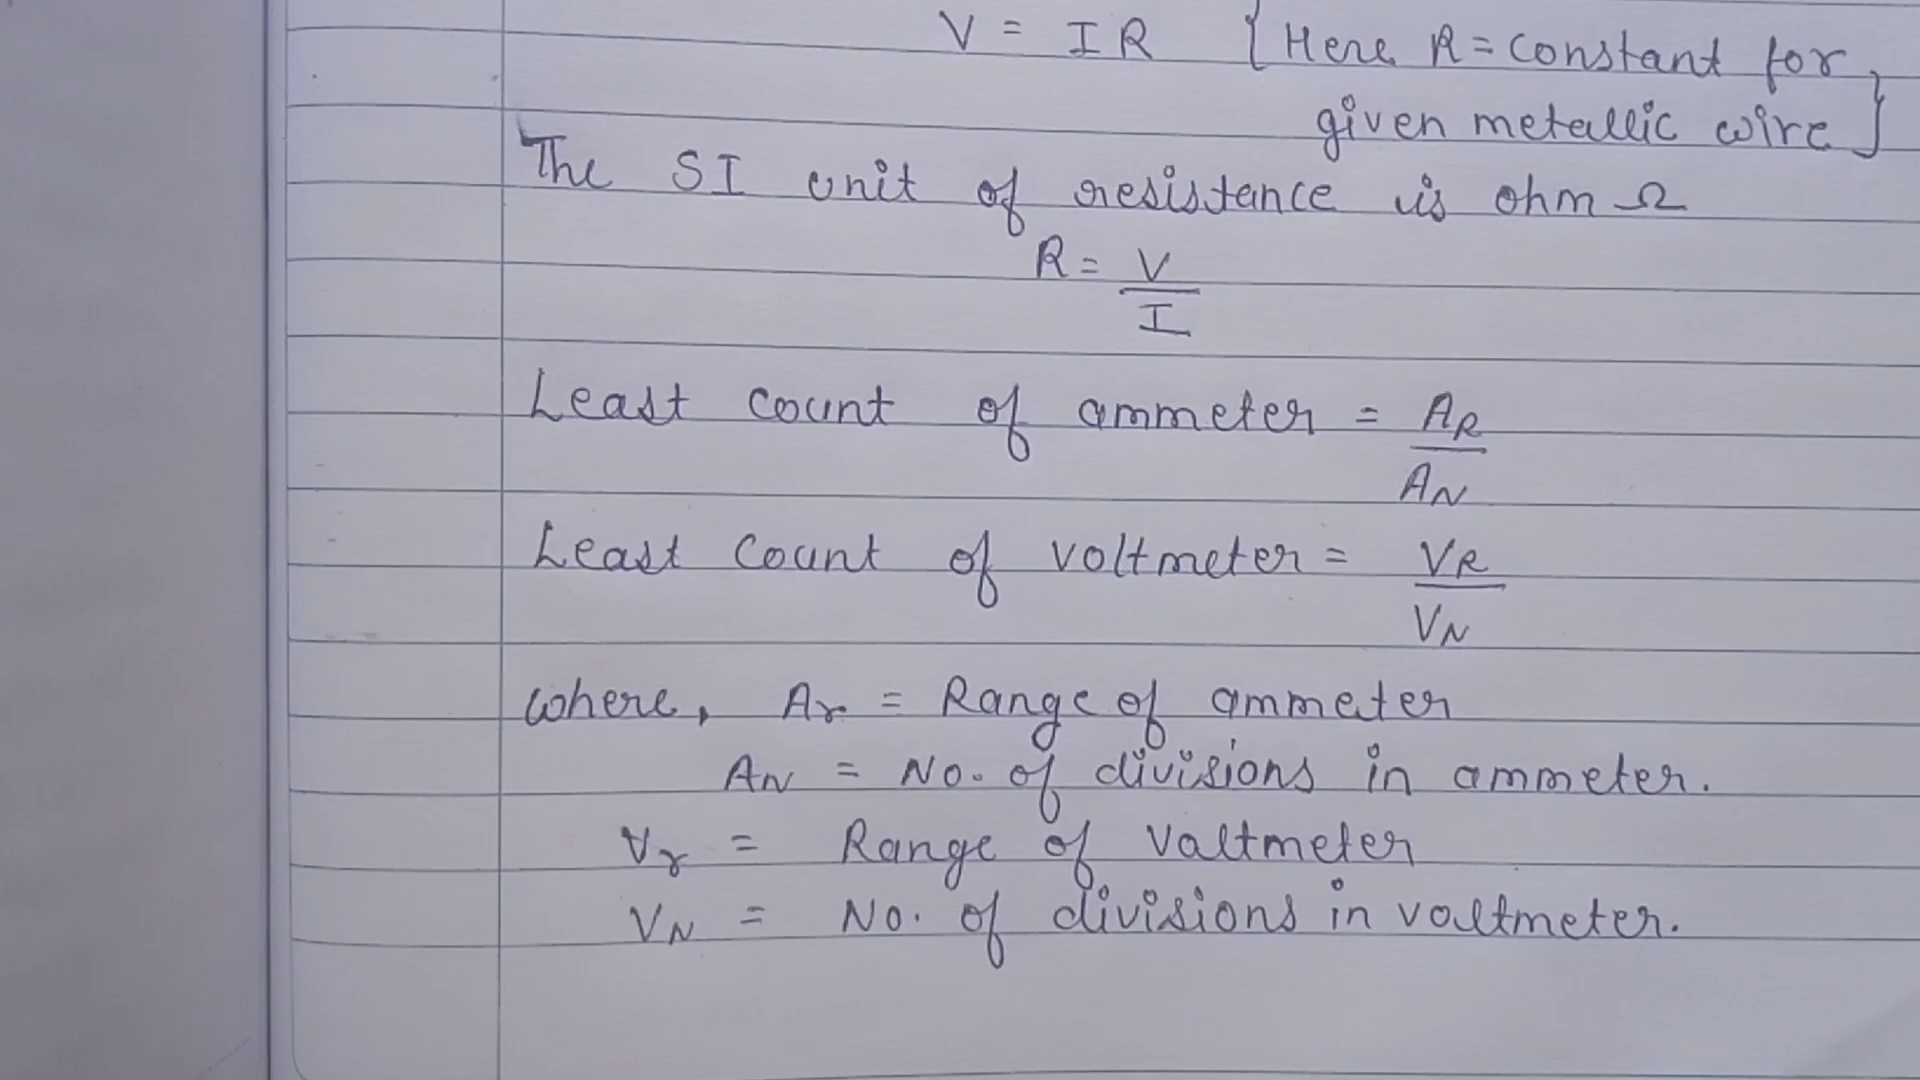 V = IR {Here R = constant for
given metallic wire}
The SI unit of resistance is ohm Ω
R = V
I
Least count of ammeter = AR
AN
Least count of voltmeter = VR
VN
where, Ar = Range of ammeter
AN = No. of divisions in ammeter.
Vr = Range of Voltmeter
VN = No. of divisions in voltmeter.